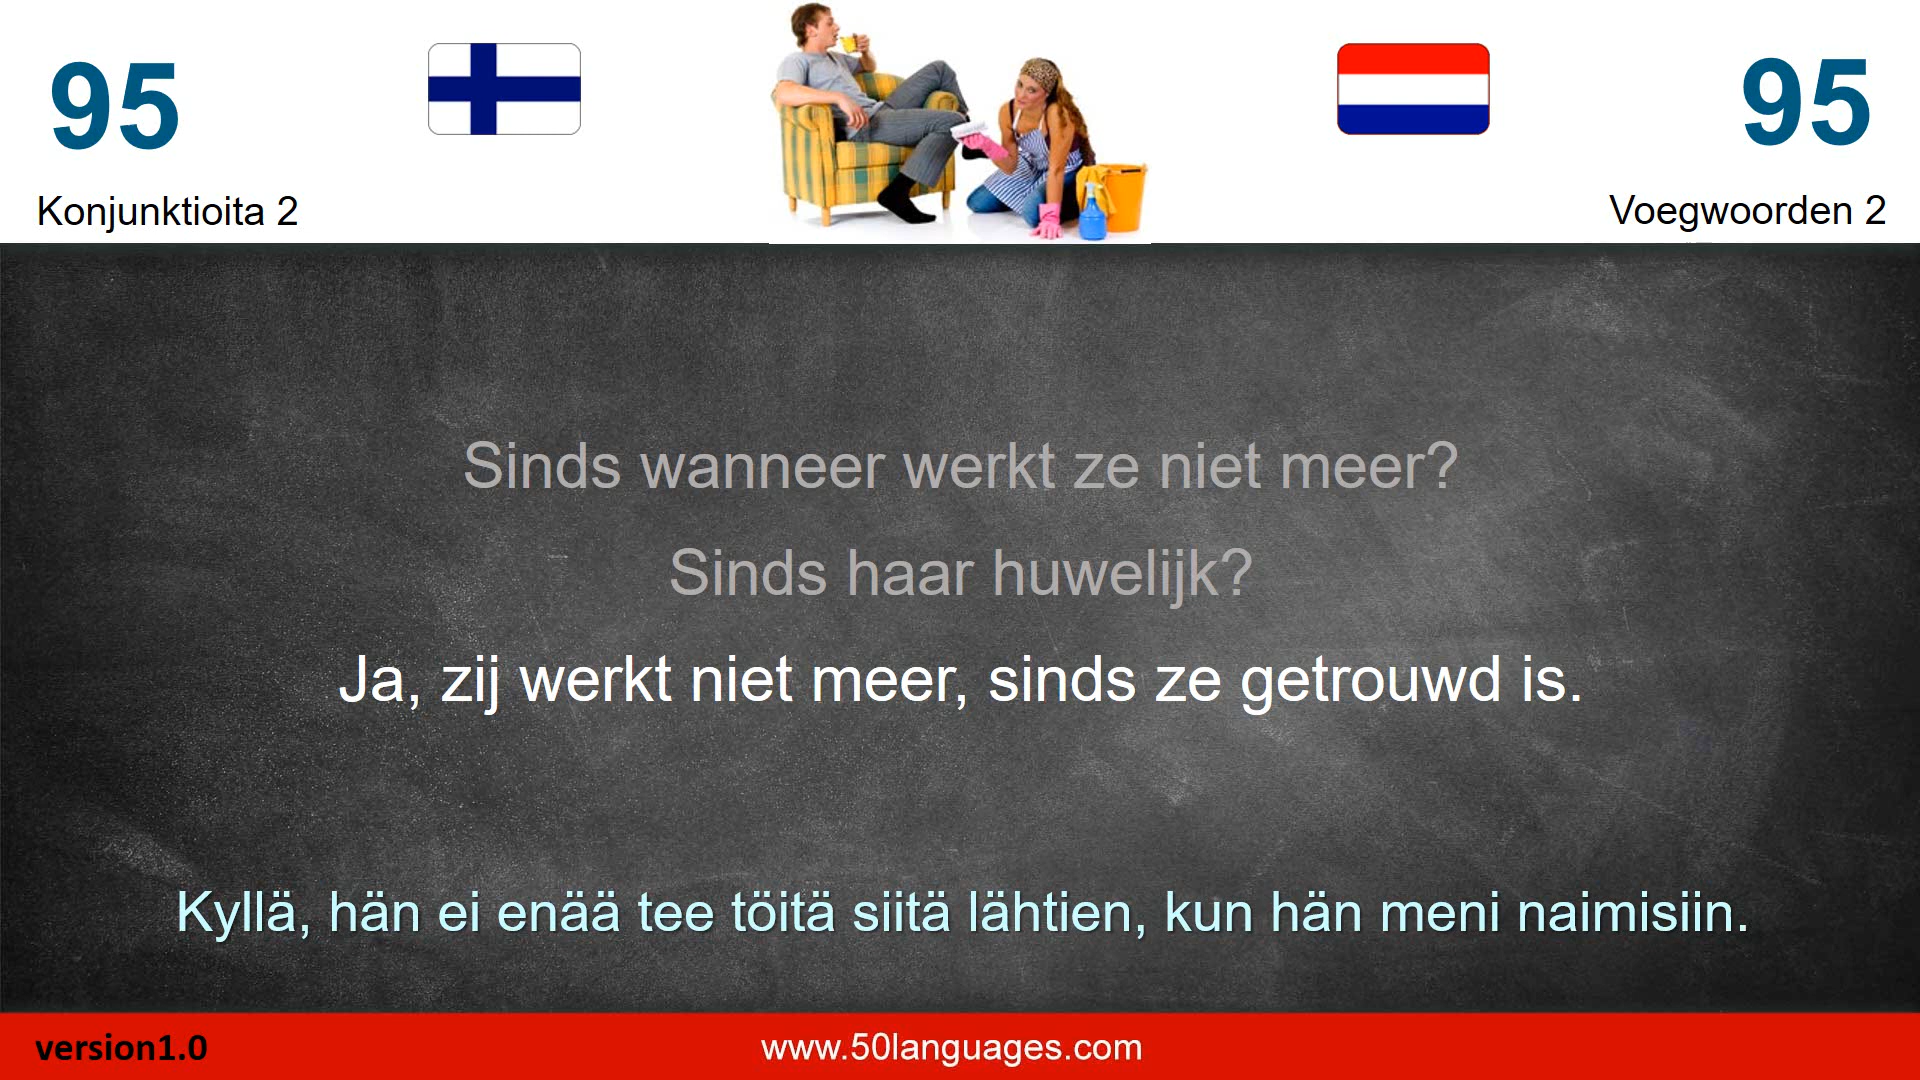 95
95
Konjunktioita 2
Voegwoorden 2
Sinds wanneer werkt ze niet meer?
Sinds haar huwelijk?
Ja, zij werkt niet meer, sinds ze getrouwd is.
Kyllä, hän ei enää tee töitä siitä lähtien, kun hän meni naimisiin.
version1.0
www.50languages.com